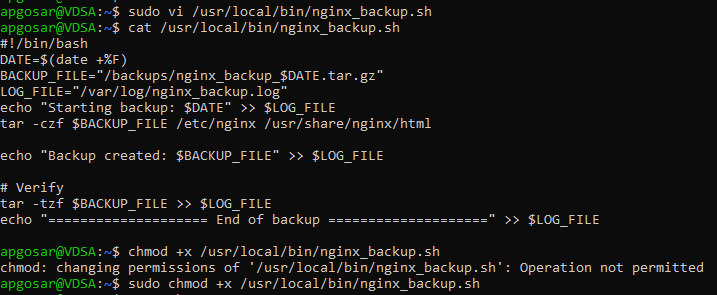 apgosar@VDSA:~$ sudo vi /usr/local/bin/nginx_backup.sh
apgosar@VDSA:~$ cat /usr/local/bin/nginx_backup.sh
#!/bin/bash
DATE=$(date +%F)
BACKUP_FILE="/backups/nginx_backup_$DATE.tar.gz"
LOG_FILE="/var/log/nginx_backup.log"
echo "Starting backup: $DATE" >> $LOG_FILE
tar -czf $BACKUP_FILE /etc/nginx /usr/share/nginx/html
echo "Backup created: $BACKUP_FILE" >> $LOG_FILE
# Verify
tar -tzf $BACKUP_FILE >> $LOG_FILE
echo "==================== End of backup ====================" >> $LOG_FILE
apgosar@VDSA:~$ chmod +x /usr/local/bin/nginx_backup.sh
chmod: changing permissions of '/usr/local/bin/nginx_backup.sh': Operation not permitted
apgosar@VDSA:~$ sudo chmod +x /usr/local/bin/nginx_backup.sh